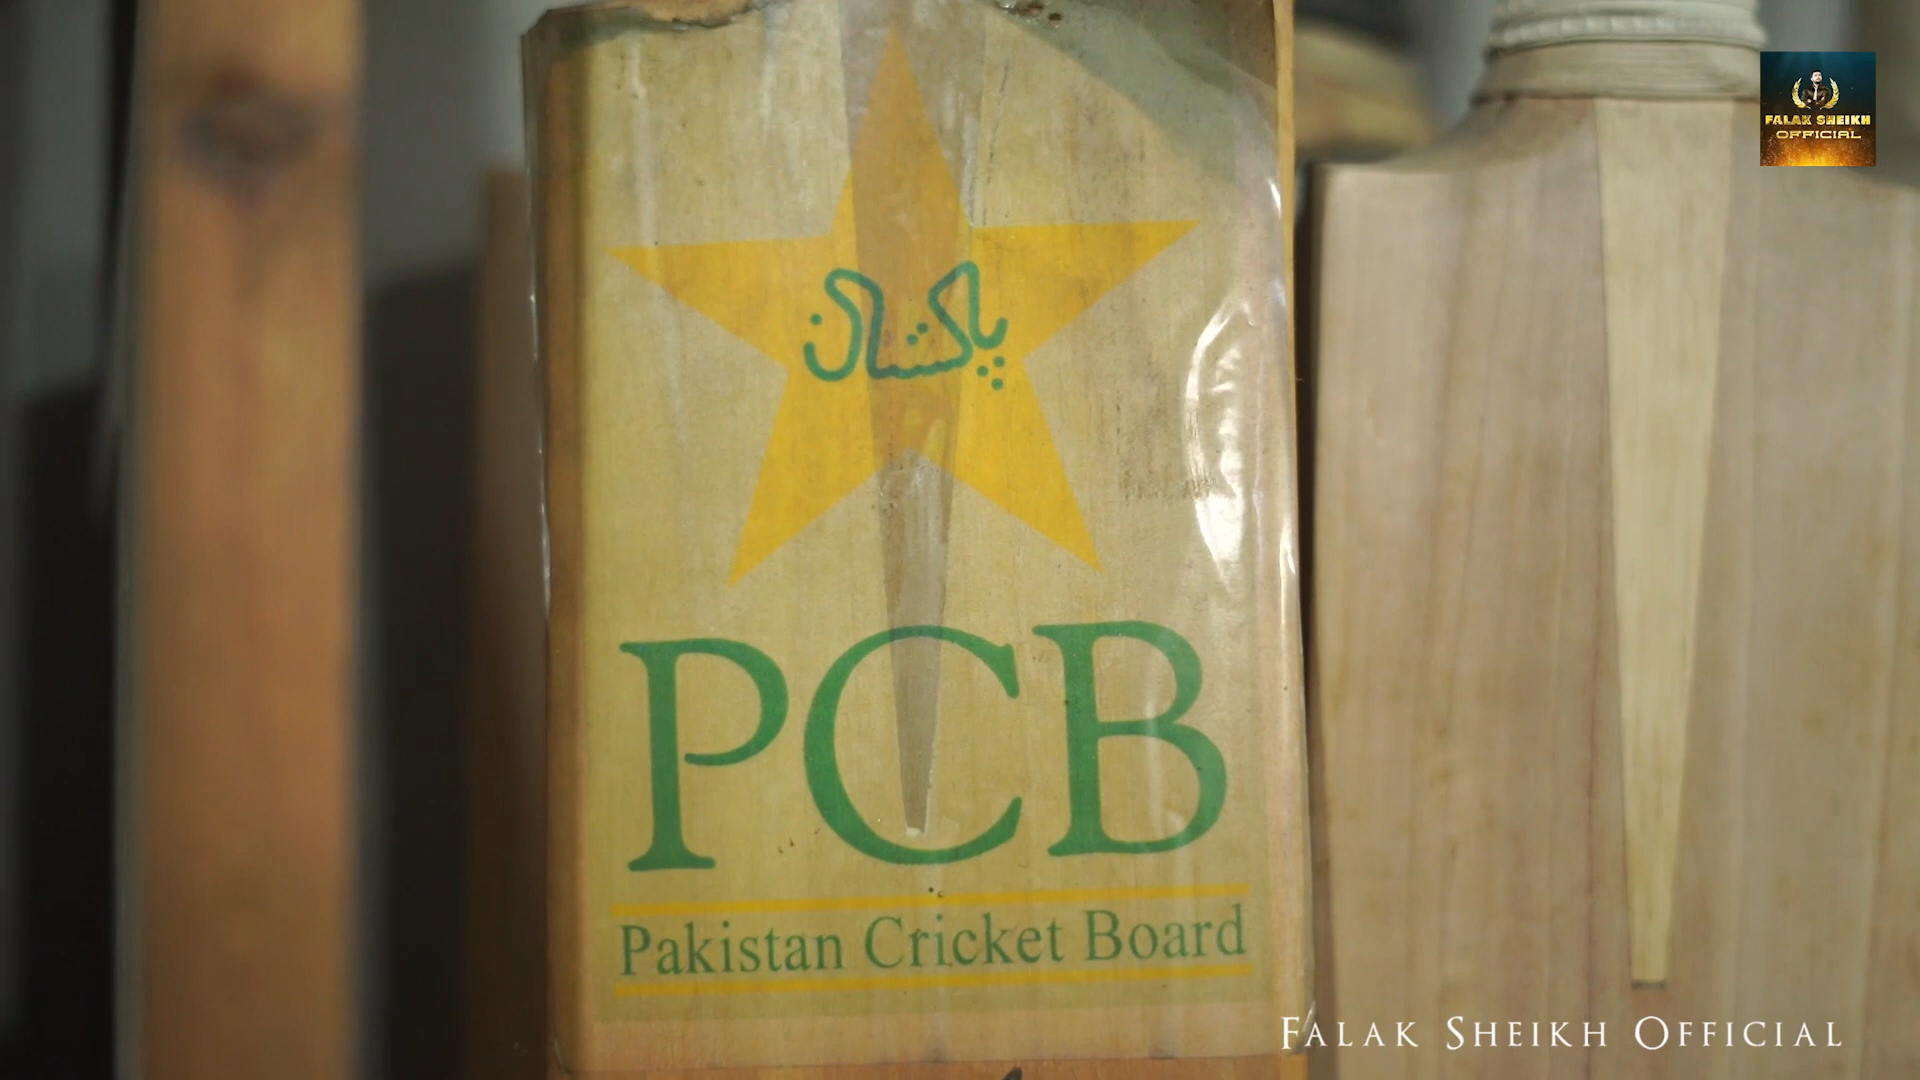 FALAK SHEIKH
OFFICIAL
پاکستان
PCB
Pakistan Cricket Board
FALAK SHEIKH OFFICIAL